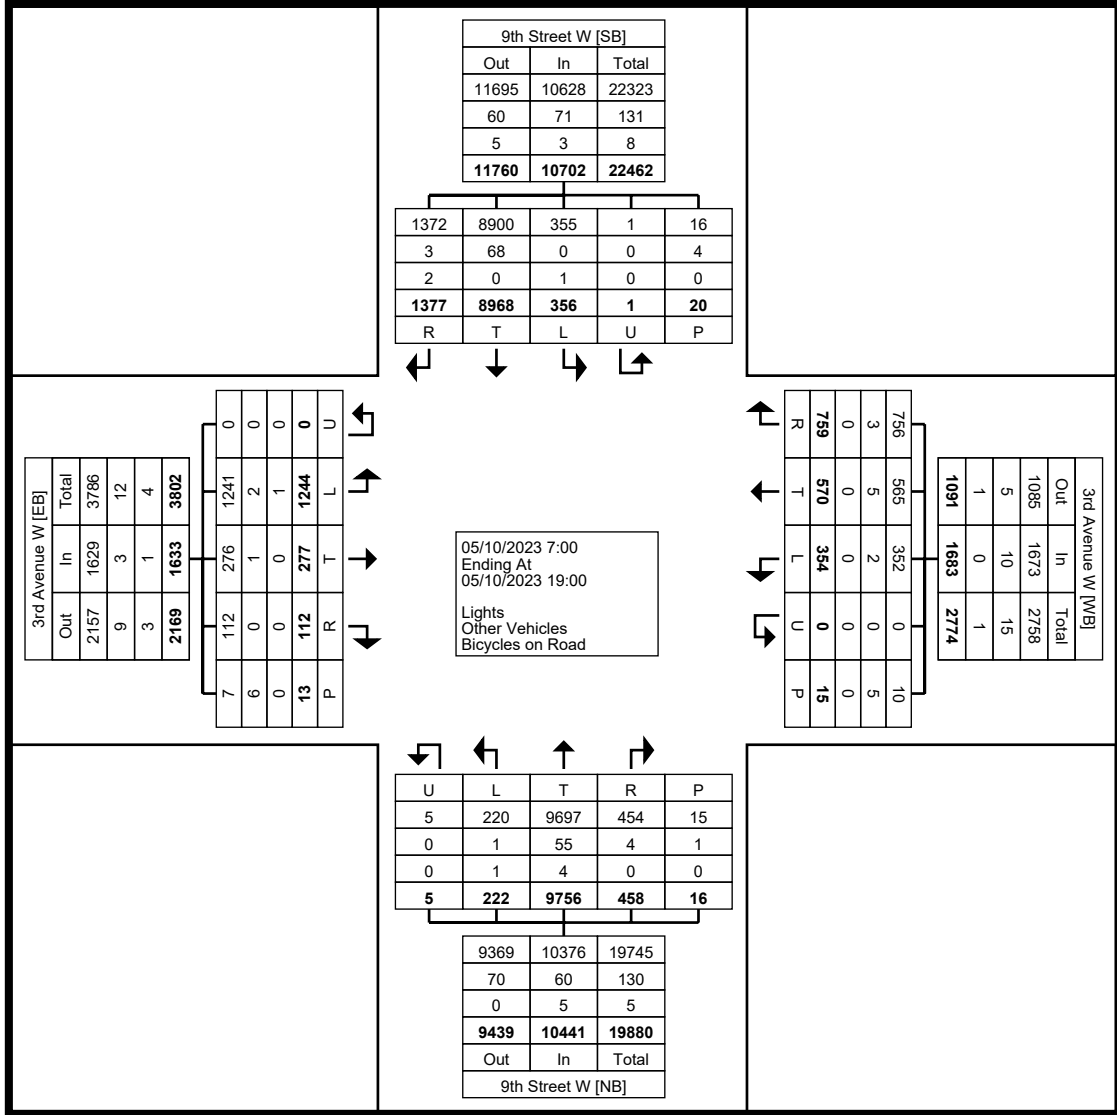 9th Street W [SB]
Out In Total
11695 10628 22323
60 71 131
5 3 8
11760 10702 22462
1372 8900 355 1 16
3 68 0 0 4
2 0 1 0 0
1377 8968 356 1 20
R T L U P
3rd Avenue W [EB]
Total 3786 12 4 3802
In 1629 3 1 1633
Out 2157 9 3 2169
0 0 0 0 U
1241 2 1 1244 L
276 1 0 277 T
112 0 0 112 R
7 6 0 13 P
05/10/2023 7:00
Ending At
05/10/2023 19:00
Lights
Other Vehicles
Bicycles on Road
R 759 0 3 756
T 570 0 5 565
L 354 0 2 352
U 0 0 0 0
P 15 0 5 10
1091 1 5 1085 Out
1683 0 10 1673 In
2774 1 15 2758 Total
3rd Avenue W [WB]
U L T R P
5 220 9697 454 15
0 1 55 4 1
0 1 4 0 0
5 222 9756 458 16
9369 10376 19745
70 60 130
0 5 5
9439 10441 19880
Out In Total
9th Street W [NB]